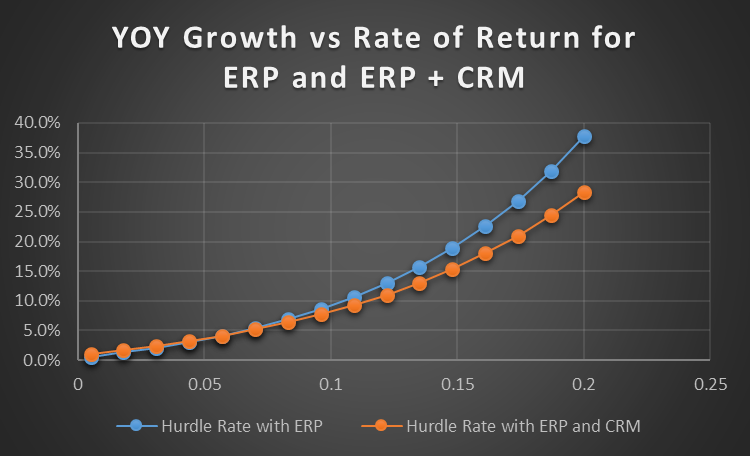 YOY Growth vs Rate of Return for
ERP and ERP + CRM
40.0%
35.0%
30.0%
25.0%
20.0%
15.0%
10.0%
5.0%
0.0%
0 0.05 0.1 0.15 0.2 0.25
Hurdle Rate with ERP Hurdle Rate with ERP and CRM